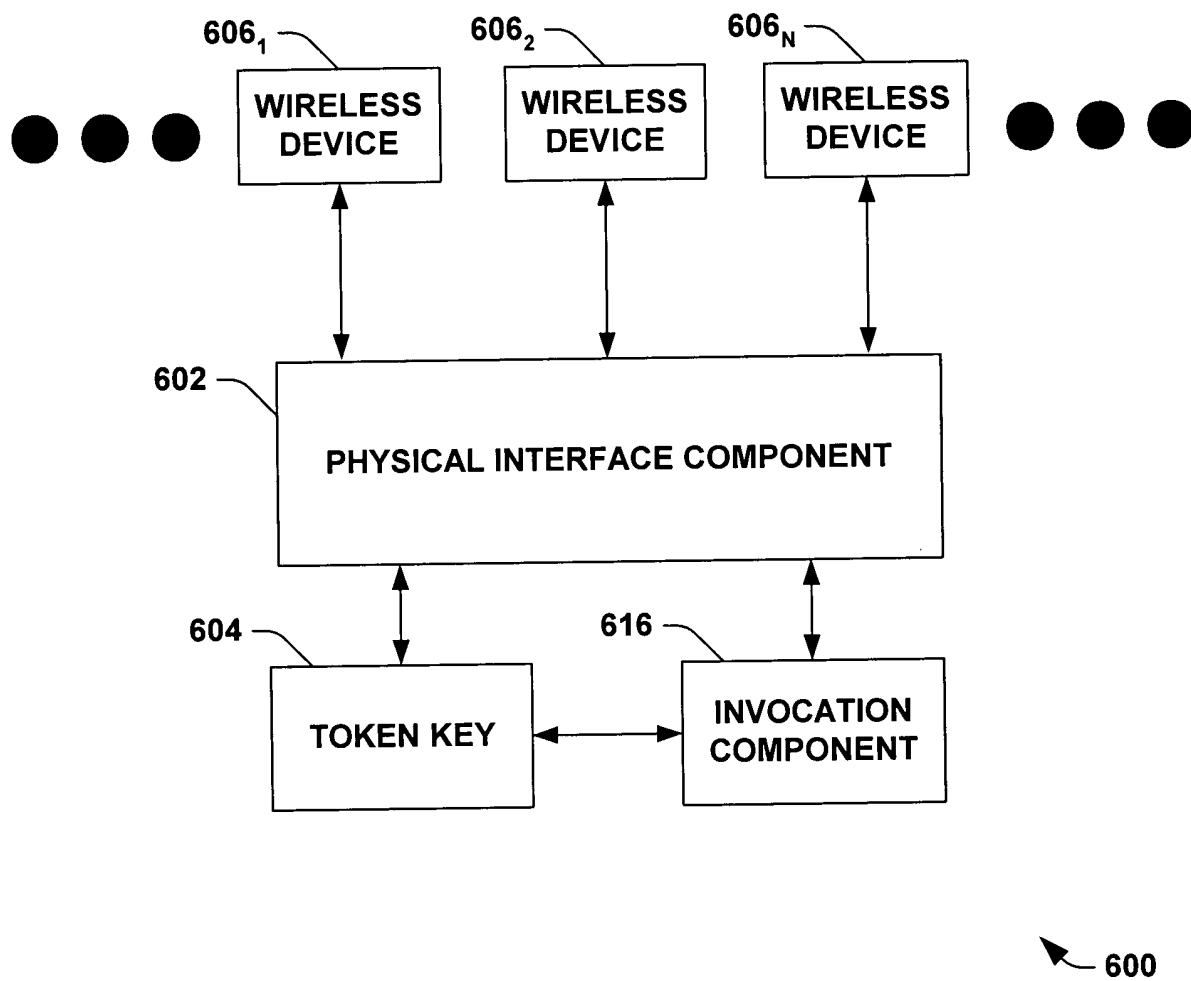 606₁
606₂
606N
WIRELESS
DEVICE
WIRELESS
DEVICE
WIRELESS
DEVICE
602
PHYSICAL INTERFACE COMPONENT
604
616
TOKEN KEY
INVOCATION
COMPONENT
600